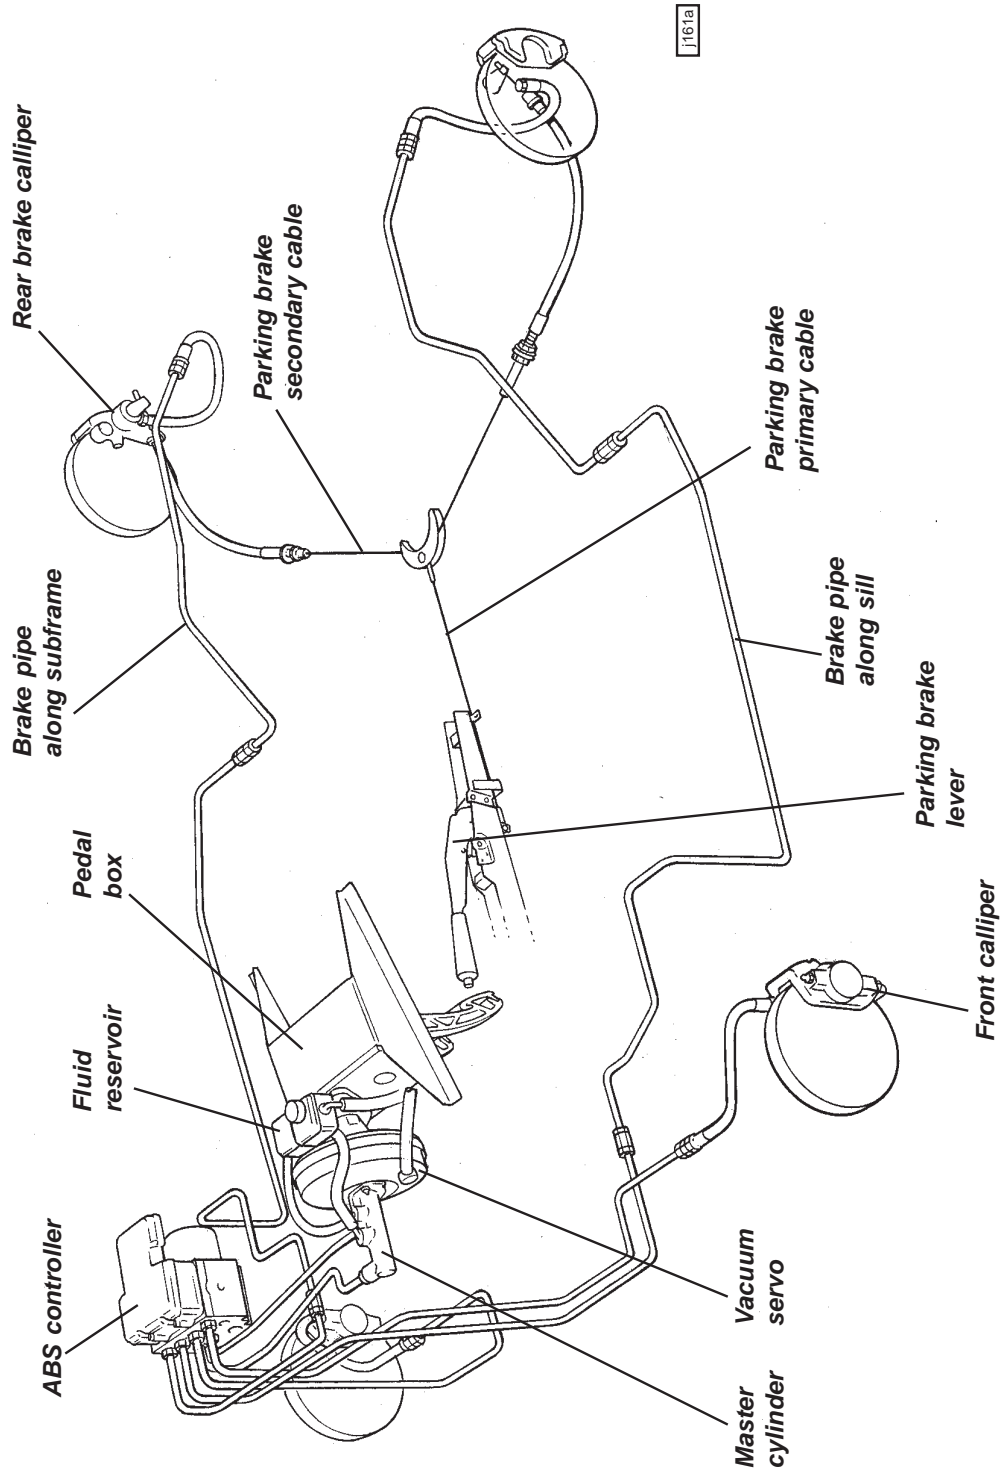 Rear brake calliper
Parking brake
secondary cable
Brake pipe
along subframe
Pedal
box
Fluid
reservoir
ABS controller
j161a
Parking brake
primary cable
Brake pipe
along sill
Parking brake
lever
Front calliper
Vacuum
servo
Master
cylinder